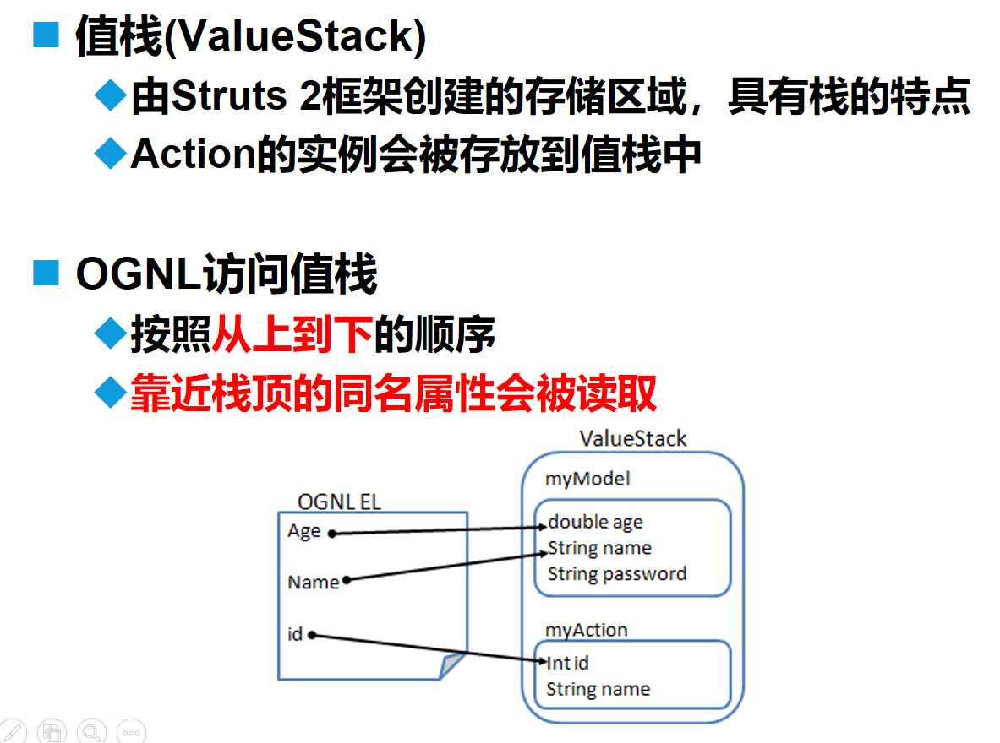 值栈(ValueStack)
由Struts 2框架创建的存储区域，具有栈的特点
Action的实例会被存放到值栈中
OGNL访问值栈
按照从上到下的顺序
靠近栈顶的同名属性会被读取
ValueStack
myModel
OGNL EL
double age
Age
String name
String password
Name
myAction
id
Int id
String name